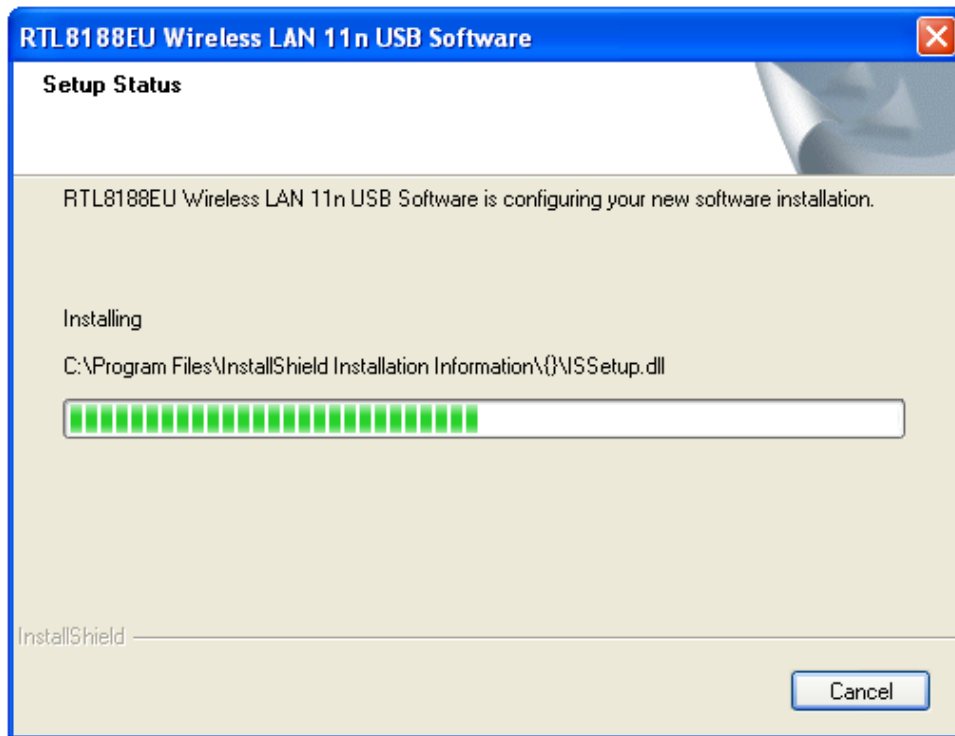 RTL8188EU Wireless LAN 11n USB Software
Setup Status
RTL8188EU Wireless LAN 11n USB Software is configuring your new software installation.
Installing
C:\Program Files\InstallShield Installation Information\{}\ISSetup.dll
InstallShield
Cancel